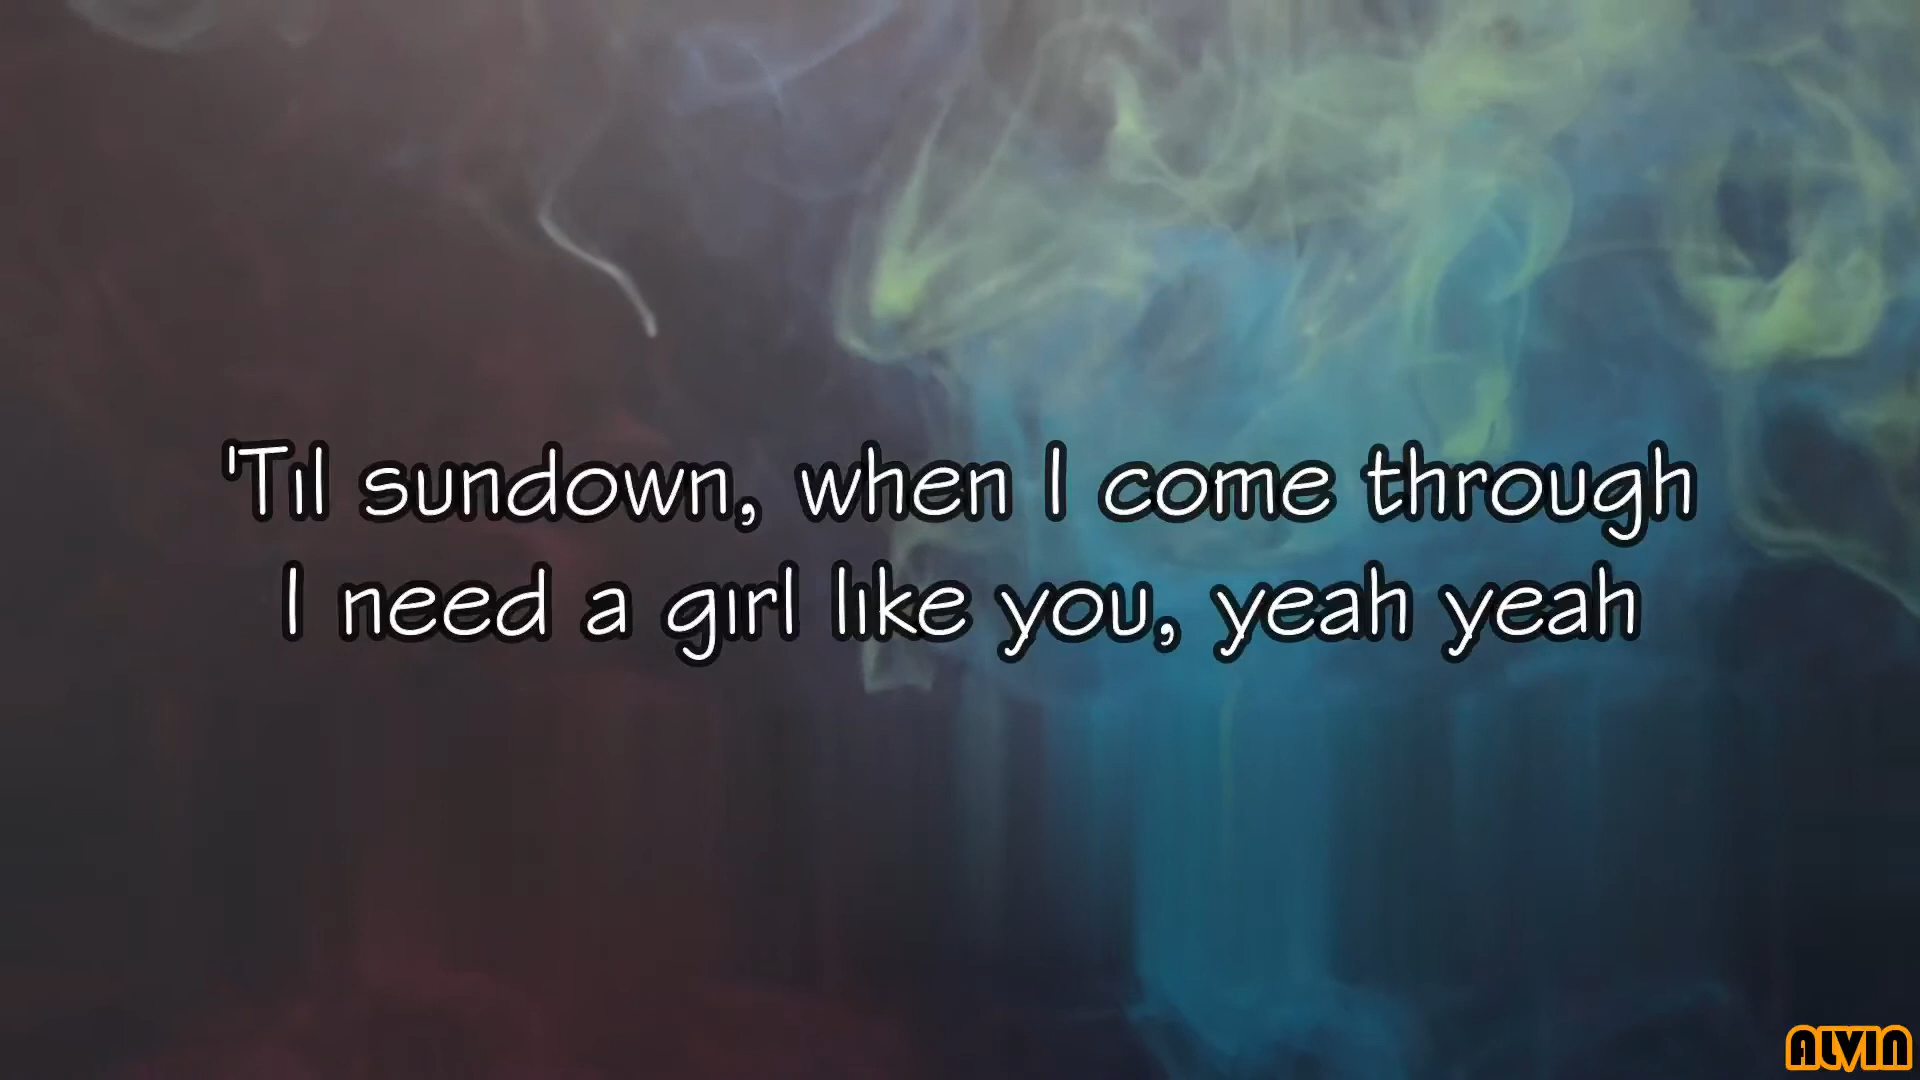 'Til sundown, when I come through
I need a girl like you, yeah yeah
ALVIN